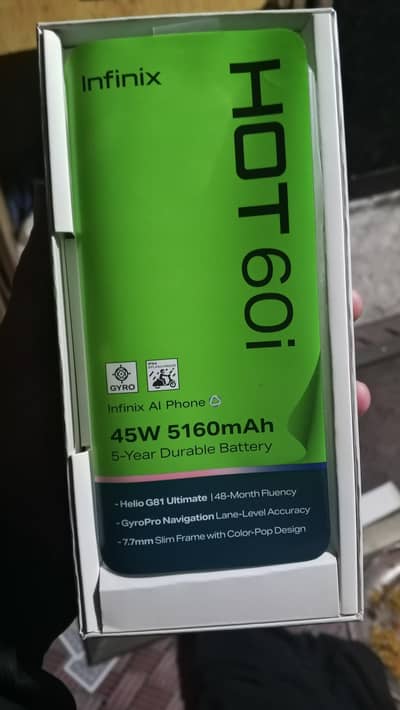 Infinix
HOT 60i
GYRO
Infinix AI Phone
45W 5160mAh
5-Year Durable Battery
-Helio G81 Ultimate | 48-Month Fluency
-GyroPro Navigation Lane-Level Accuracy
-7.7mm Slim Frame with Color-Pop Design